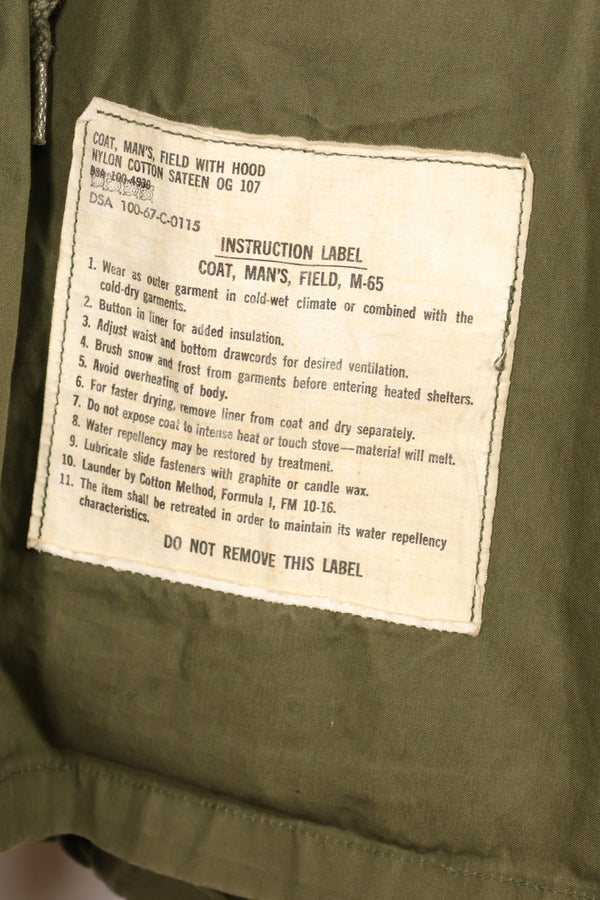 COAT, MAN'S, FIELD WITH HOOD
NYLON COTTON SATEEN OG 107
DSA 100-4939
DSA 100-67-C-0115
INSTRUCTION LABEL
COAT, MAN'S, FIELD, M-65
1. Wear as outer garment in cold-wet climate or combined with the
cold-dry garments.
2. Button in liner for added insulation.
3. Adjust waist and bottom drawcords for desired ventilation.
4. Brush snow and frost from garments before entering heated shelters.
5. Avoid overheating of body.
6. For faster drying, remove liner from coat and dry separately.
7. Do not expose coat to intense heat or touch stove—material will melt.
8. Water repellency may be restored by treatment.
9. Lubricate slide fasteners with graphite or candle wax.
10. Launder by Cotton Method, Formula I, FM 10-16.
11. The item shall be retreated in order to maintain its water repellency
characteristics.
DO NOT REMOVE THIS LABEL